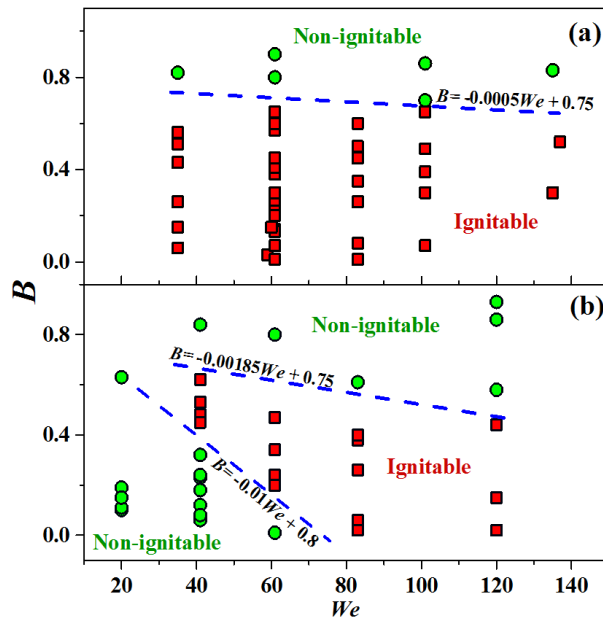 Non-ignitable
(a)
0.8
B= -0.0005We + 0.75
0.4
Ignitable
0.0
B
(b)
Non-ignitable
0.8
B= -0.00185We + 0.75
0.4
Ignitable
B= -0.01We + 0.8
0.0
Non-ignitable
20 40 60 80 100 120 140
We